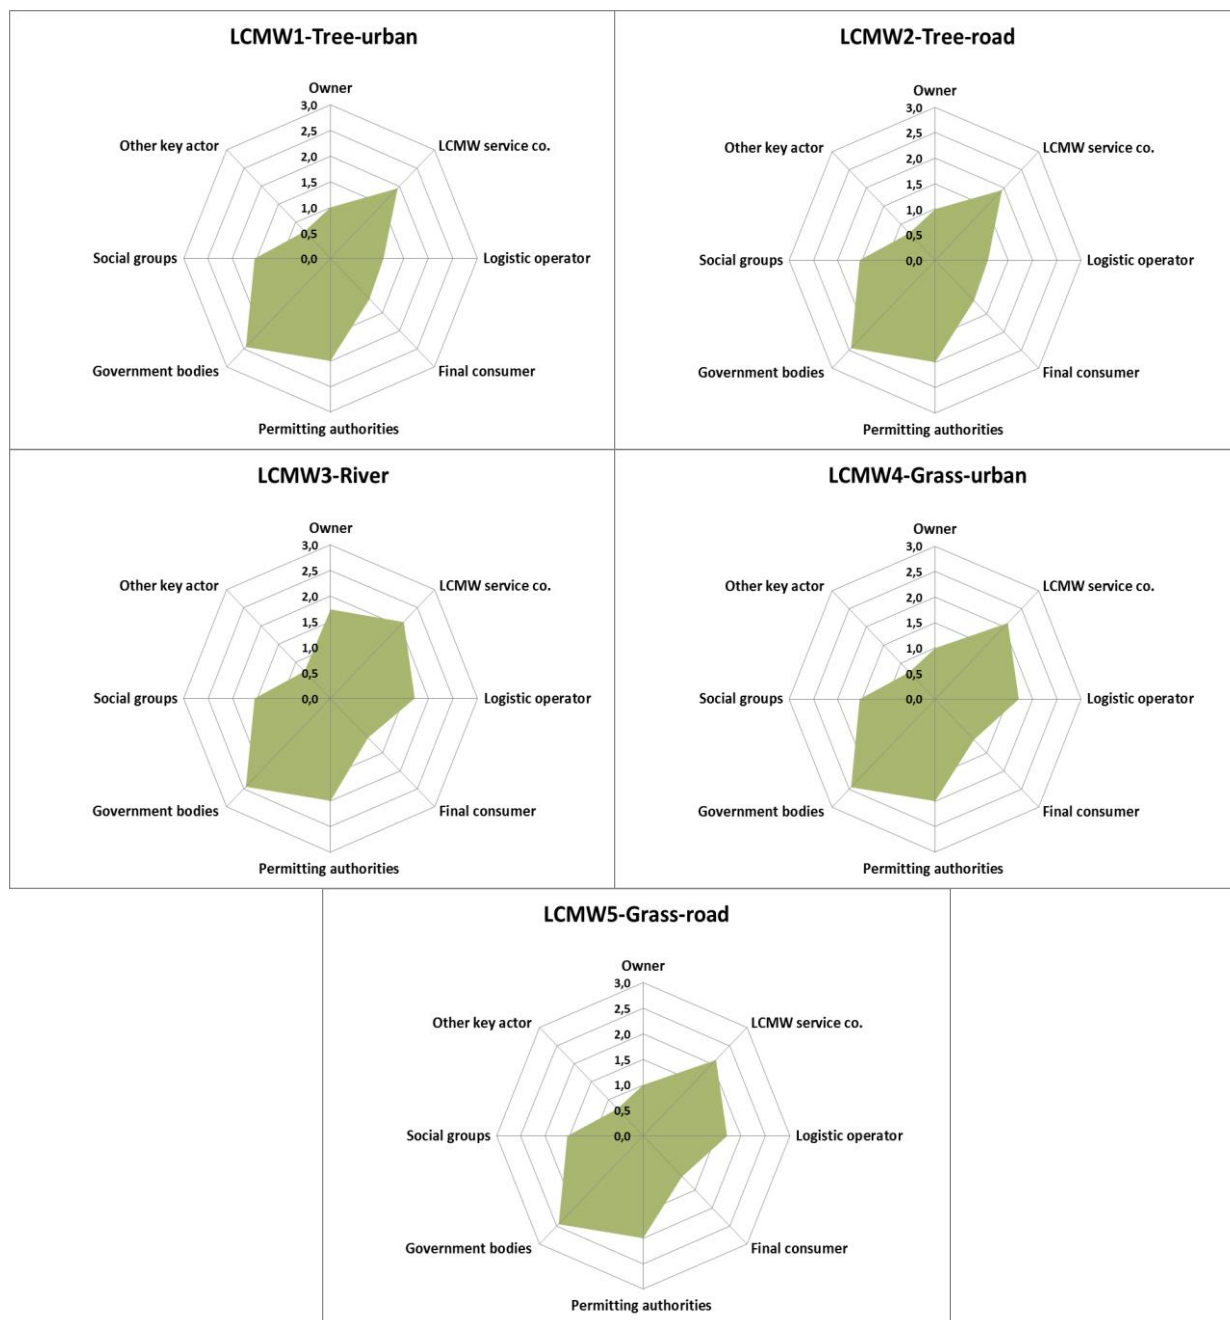 LCMW1-Tree-urban
Owner
3,0
2,5
2,0
1,5
1,0
0,5
0,0
Other key actor
LCMW service co.
Social groups
Logistic operator
Government bodies
Final consumer
Permitting authorities
LCMW2-Tree-road
Owner
3,0
2,5
2,0
1,5
1,0
0,5
0,0
Other key actor
LCMW service co.
Social groups
Logistic operator
Government bodies
Final consumer
Permitting authorities
LCMW3-River
Owner
3,0
2,5
2,0
1,5
1,0
0,5
0,0
Other key actor
LCMW service co.
Social groups
Logistic operator
Government bodies
Final consumer
Permitting authorities
LCMW4-Grass-urban
Owner
3,0
2,5
2,0
1,5
1,0
0,5
0,0
Other key actor
LCMW service co.
Social groups
Logistic operator
Government bodies
Final consumer
Permitting authorities
LCMW5-Grass-road
Owner
3,0
2,5
2,0
1,5
1,0
0,5
0,0
Other key actor
LCMW service co.
Social groups
Logistic operator
Government bodies
Final consumer
Permitting authorities